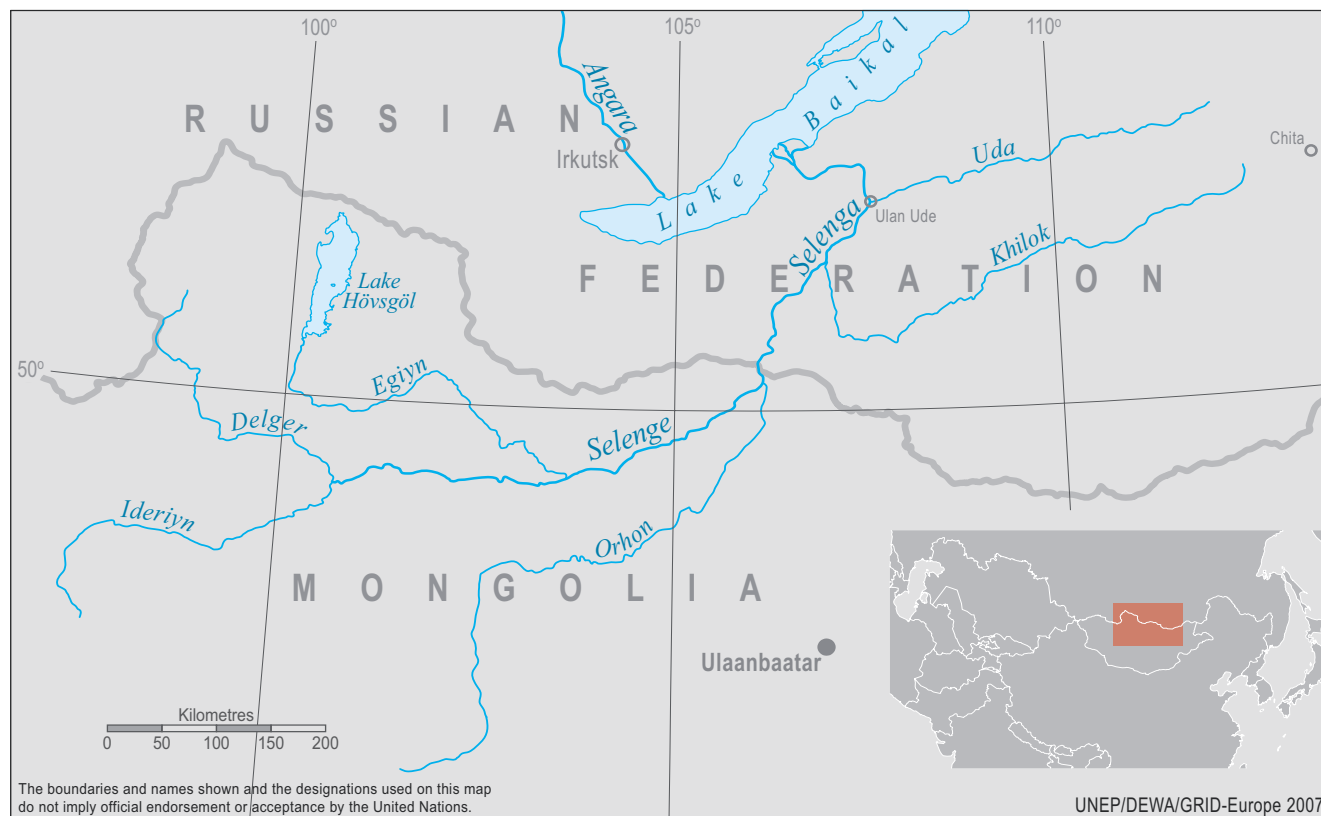 100º
105º
110º
Angara
Lake Baikal
RUSSIAN
Irkutsk
Uda
Chita
Ulan Ude
Selenga
Khilok
FEDERATION
Lake
Hövsgöl
50º
Egiyn
Delger
Selenge
Ideriyn
Orhon
MONGOLIA
Ulaanbaatar
Kilometres
0 50 100 150 200
The boundaries and names shown and the designations used on this map
do not imply official endorsement or acceptance by the United Nations.
UNEP/DEWA/GRID-Europe 2007